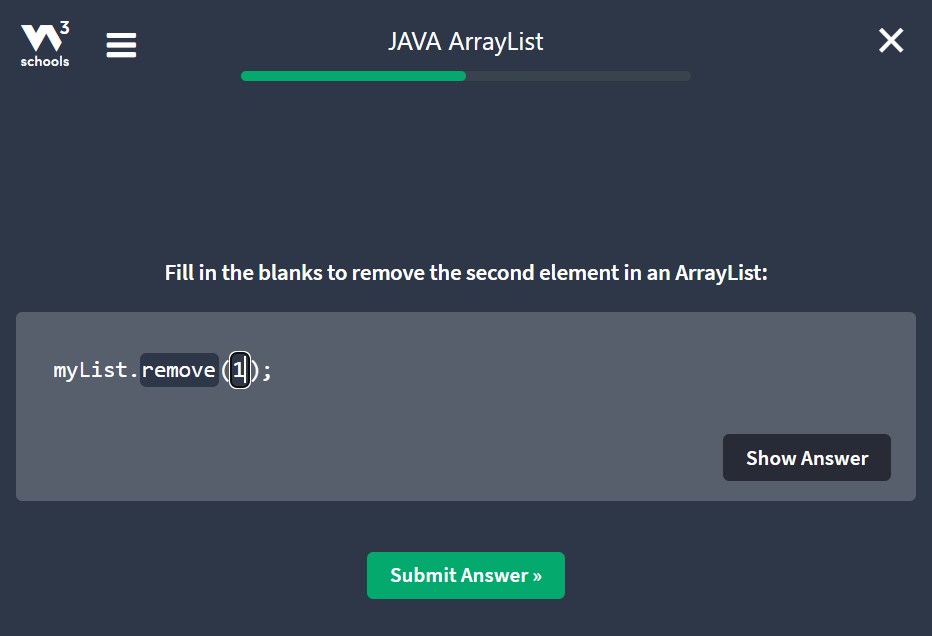 w3
schools
JAVA ArrayList
Fill in the blanks to remove the second element in an ArrayList:
myList.remove(1);
Show Answer
Submit Answer »